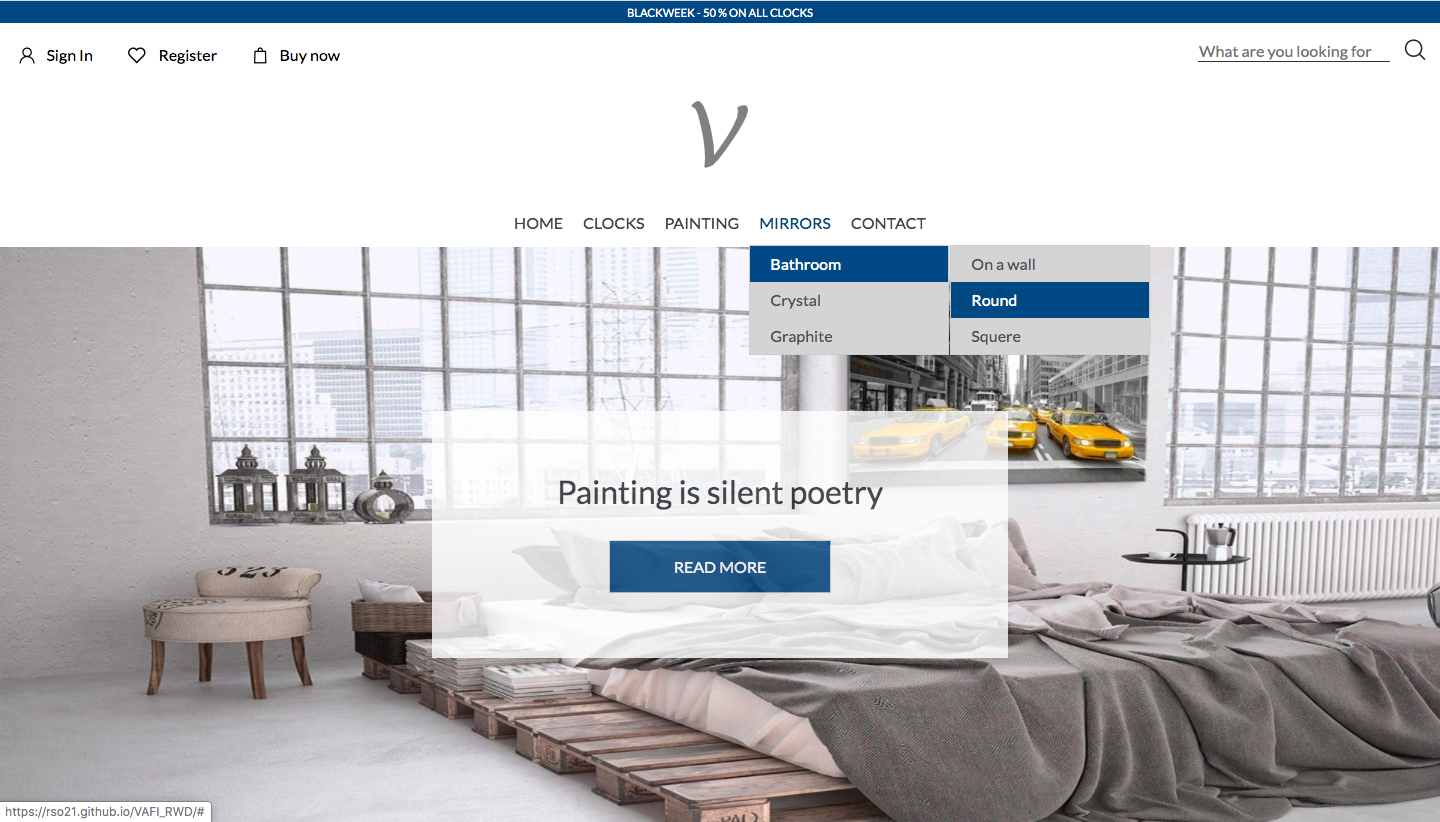 BLACKWEEK - 50 % ON ALL CLOCKS
Sign In Register Buy now What are you looking for
V
HOME CLOCKS PAINTING MIRRORS CONTACT
Bathroom On a wall
Crystal Round
Graphite Squere
Painting is silent poetry
READ MORE
523
https://rso21.github.io/VAFI_RWD/#